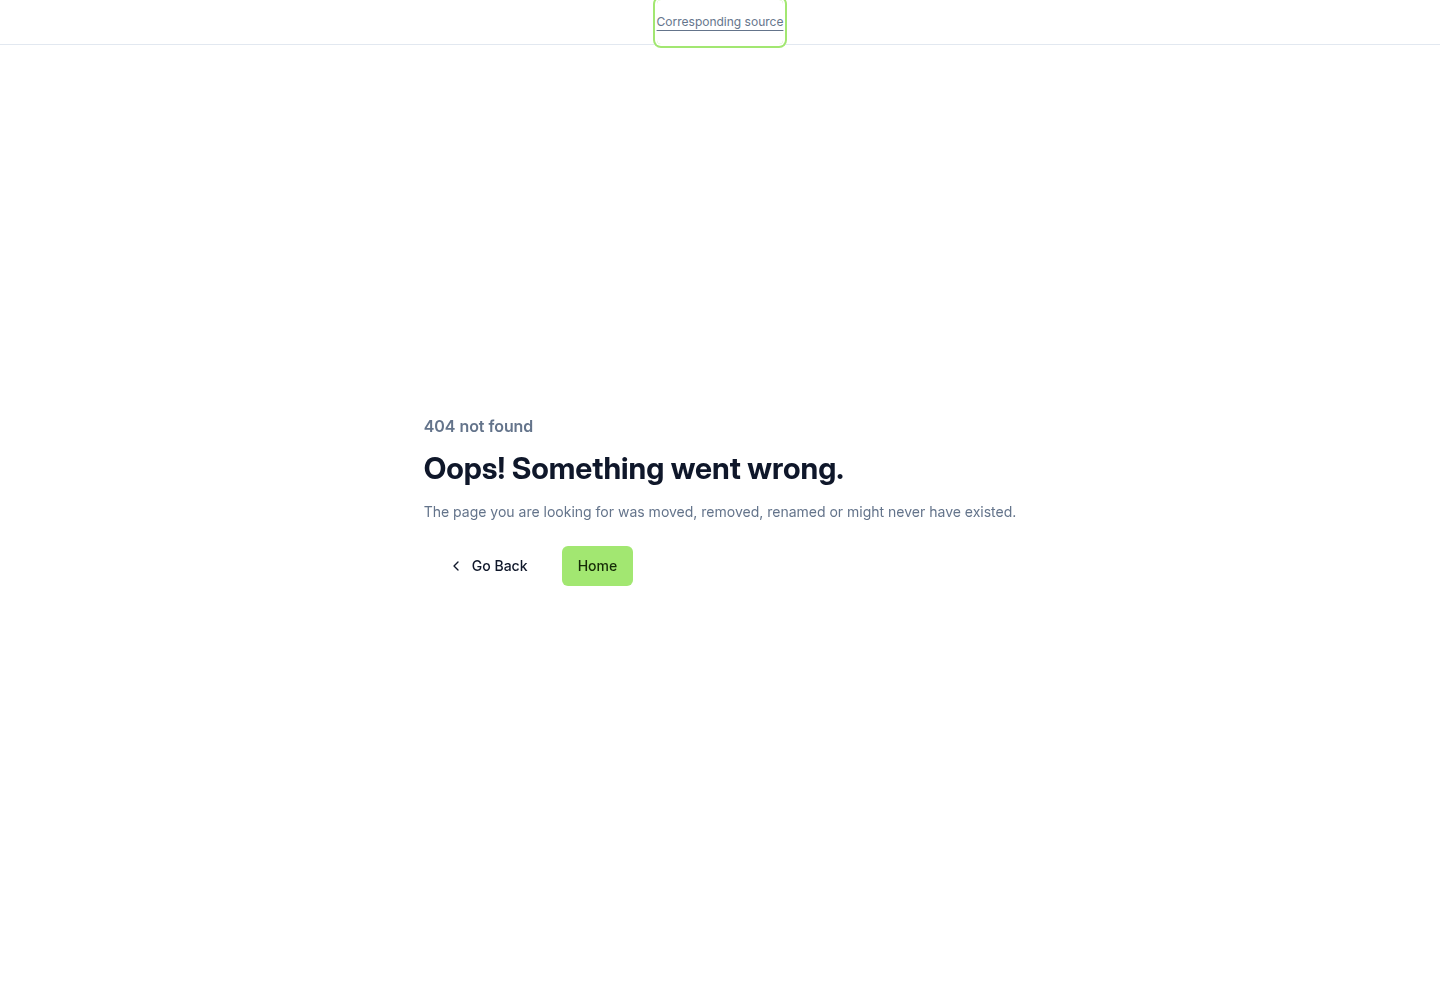 Corresponding source
404 not found
Oops! Something went wrong.
The page you are looking for was moved, removed, renamed or might never have existed.
Go Back
Home